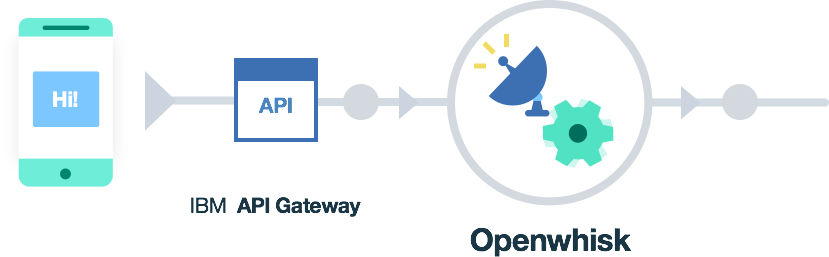 Hi!
API
IBM API Gateway
Openwhisk